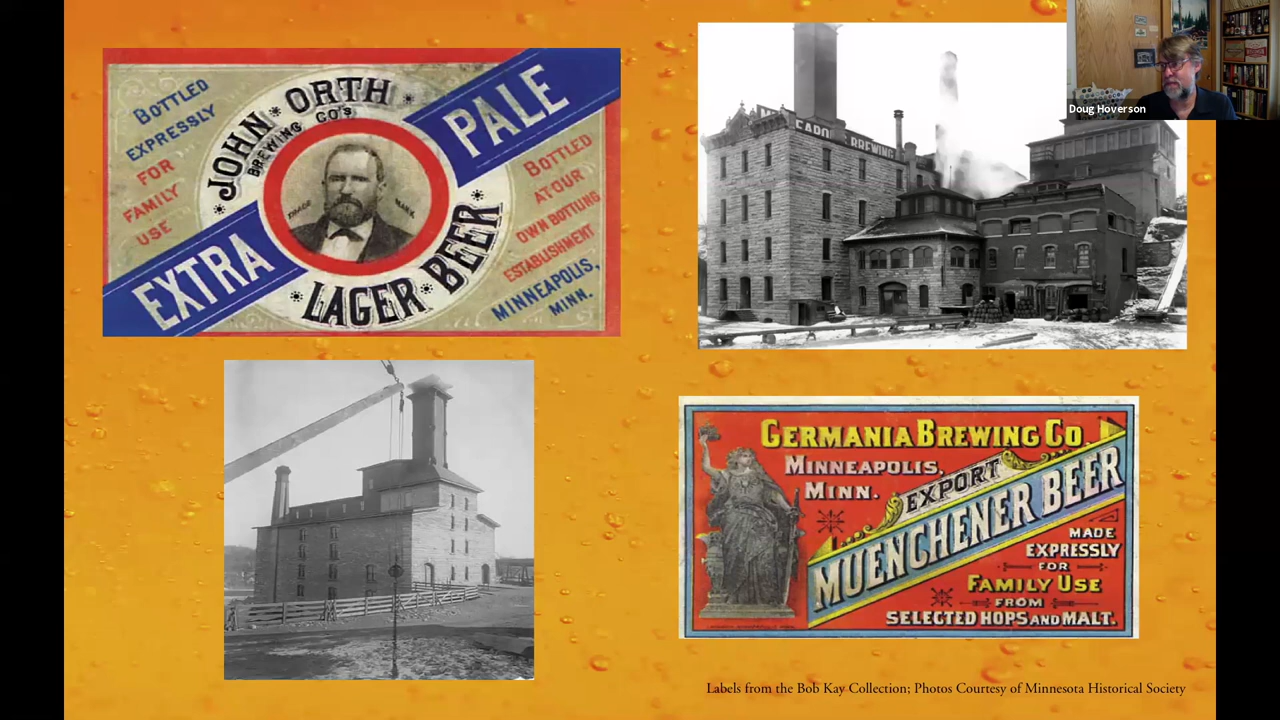 BOTTLED
EXPRESSLY
FOR
FAMILY
USE
JOHN ORTH
BREWING CO'S
TRADE MARK
EXTRA PALE
LAGER BEER
BOTTLED
AT OUR
OWN BOTTLING
ESTABLISHMENT
MINNEAPOLIS,
MINN.
BREWING
Doug Hoverson
GERMANIA BREWING CO.
MINNEAPOLIS,
MINN.
EXPORT
MUENCHENER BEER
MADE
EXPRESSLY
FOR
FAMILY USE
FROM
SELECTED HOPS AND MALT.
Labels from the Bob Kay Collection; Photos Courtesy of Minnesota Historical Society